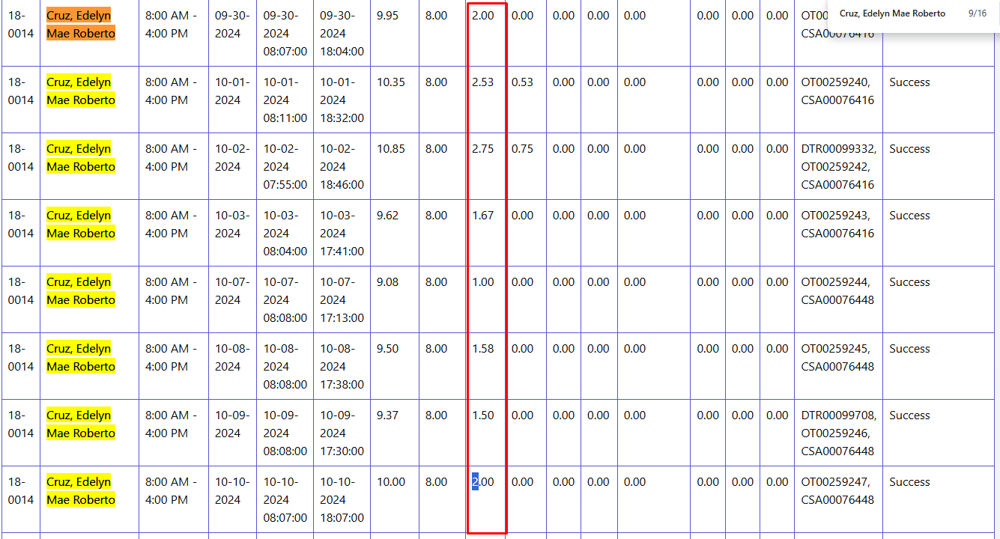 18- Cruz, Edelyn 8:00 AM - 09-30- 09-30- 09-30- 9.95 8.00 2.00 0.00 0.00 0.00 0.00 0.00 0.00 0.00 Cruz, Edelyn Mae Roberto 9/16
0014 Mae Roberto 4:00 PM 2024 2024 2024 CSA00076416
08:07:00 18:04:00
18- Cruz, Edelyn 8:00 AM - 10-01- 10-01- 10-01- 10.35 8.00 2.53 0.53 0.00 0.00 0.00 0.00 0.00 0.00 OT00259240, Success
0014 Mae Roberto 4:00 PM 2024 2024 2024 CSA00076416
08:11:00 18:32:00
18- Cruz, Edelyn 8:00 AM - 10-02- 10-02- 10-02- 10.85 8.00 2.75 0.75 0.00 0.00 0.00 0.00 0.00 0.00 DTR00099332, Success
0014 Mae Roberto 4:00 PM 2024 2024 2024 OT00259242,
07:55:00 18:46:00 CSA00076416
18- Cruz, Edelyn 8:00 AM - 10-03- 10-03- 10-03- 9.62 8.00 1.67 0.00 0.00 0.00 0.00 0.00 0.00 0.00 OT00259243, Success
0014 Mae Roberto 4:00 PM 2024 2024 2024 CSA00076416
08:04:00 17:41:00
18- Cruz, Edelyn 8:00 AM - 10-07- 10-07- 10-07- 9.08 8.00 1.00 0.00 0.00 0.00 0.00 0.00 0.00 0.00 OT00259244, Success
0014 Mae Roberto 4:00 PM 2024 2024 2024 CSA00076448
08:08:00 17:13:00
18- Cruz, Edelyn 8:00 AM - 10-08- 10-08- 10-08- 9.50 8.00 1.58 0.00 0.00 0.00 0.00 0.00 0.00 0.00 OT00259245, Success
0014 Mae Roberto 4:00 PM 2024 2024 2024 CSA00076448
08:08:00 17:38:00
18- Cruz, Edelyn 8:00 AM - 10-09- 10-09- 10-09- 9.37 8.00 1.50 0.00 0.00 0.00 0.00 0.00 0.00 0.00 DTR00099708, Success
0014 Mae Roberto 4:00 PM 2024 2024 2024 OT00259246,
08:08:00 17:30:00 CSA00076448
18- Cruz, Edelyn 8:00 AM - 10-10- 10-10- 10-10- 10.00 8.00 2.00 0.00 0.00 0.00 0.00 0.00 0.00 0.00 OT00259247, Success
0014 Mae Roberto 4:00 PM 2024 2024 2024 CSA00076448
08:07:00 18:07:00